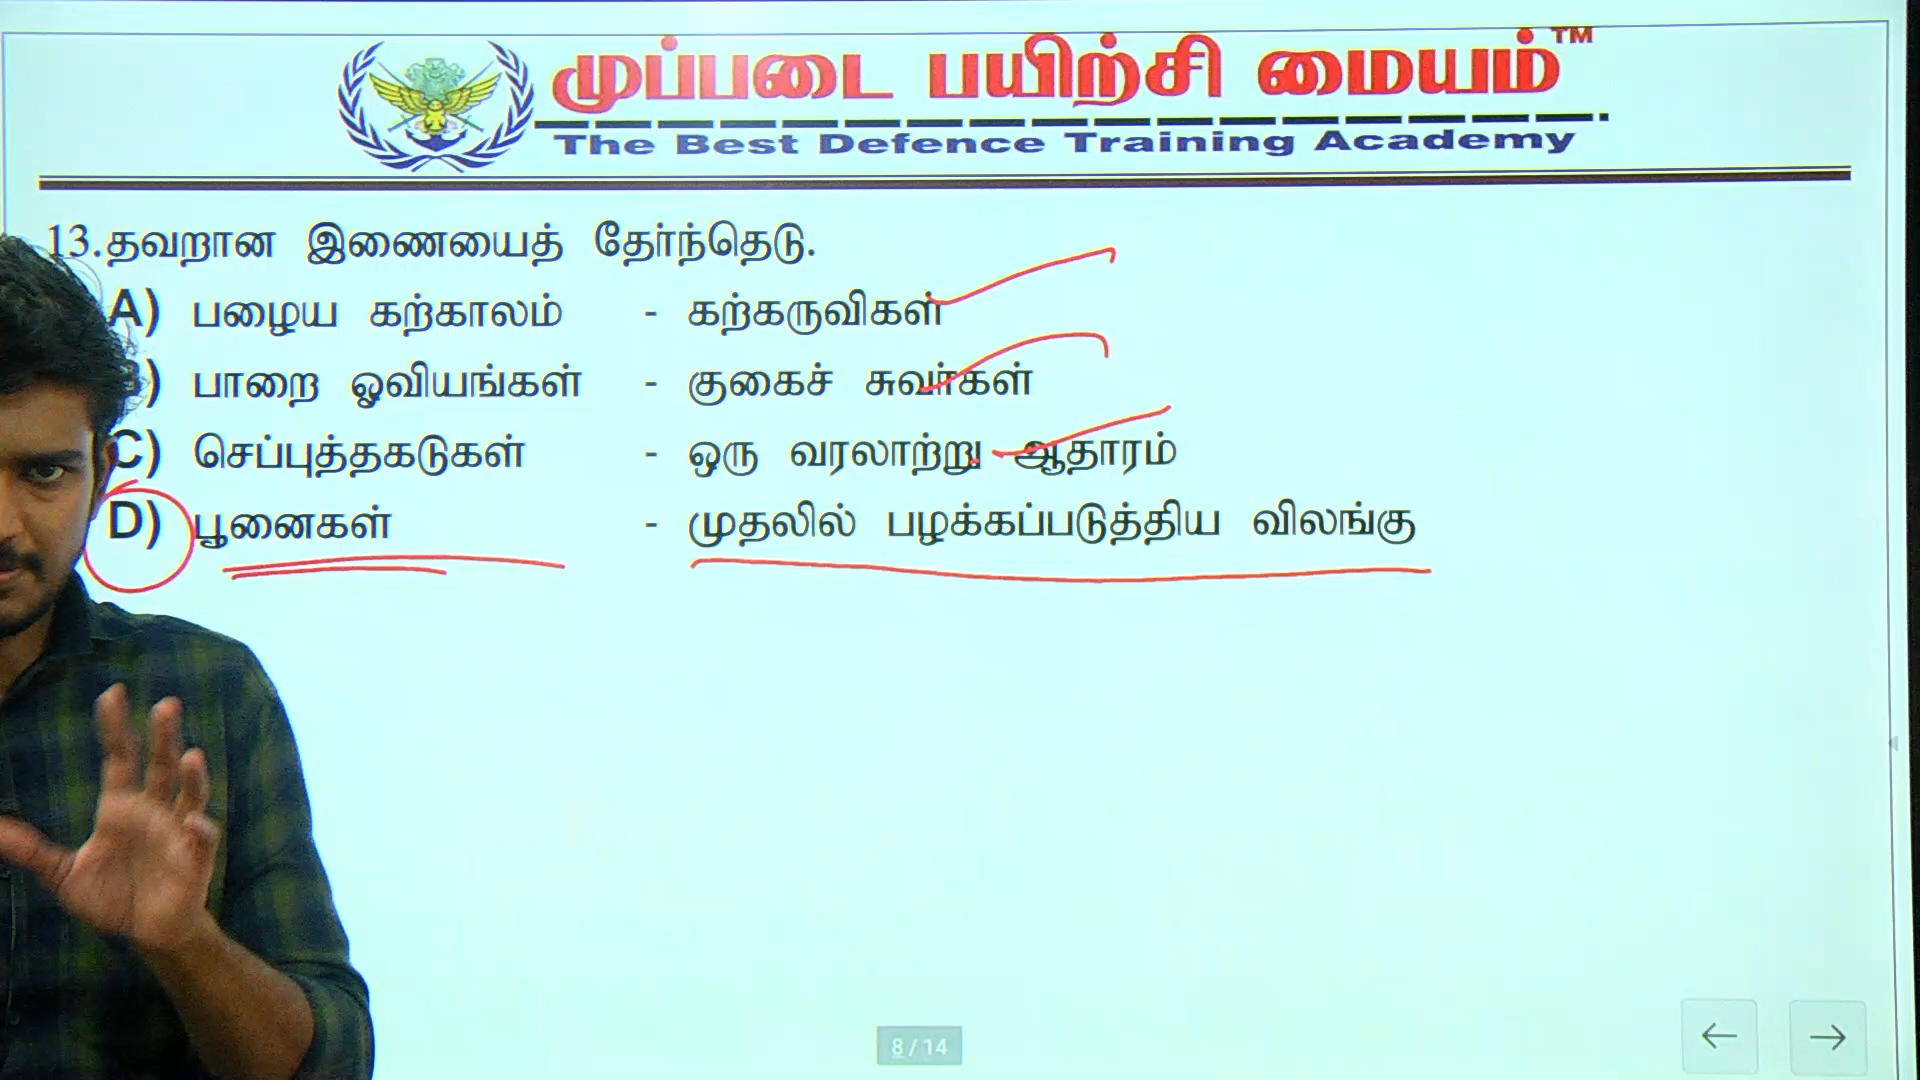 முப்படை பயிற்சி மையம்™
The Best Defence Training Academy
13.தவறான இணையைத் தேர்ந்தெடு.
A) பழைய கற்காலம் - கற்கருவிகள்
B) பாறை ஓவியங்கள் - குகைச் சுவர்கள்
C) செப்புத்தகடுகள் - ஒரு வரலாற்று ஆதாரம்
D) பூனைகள் - முதலில் பழக்கப்படுத்திய விலங்கு
8 / 14